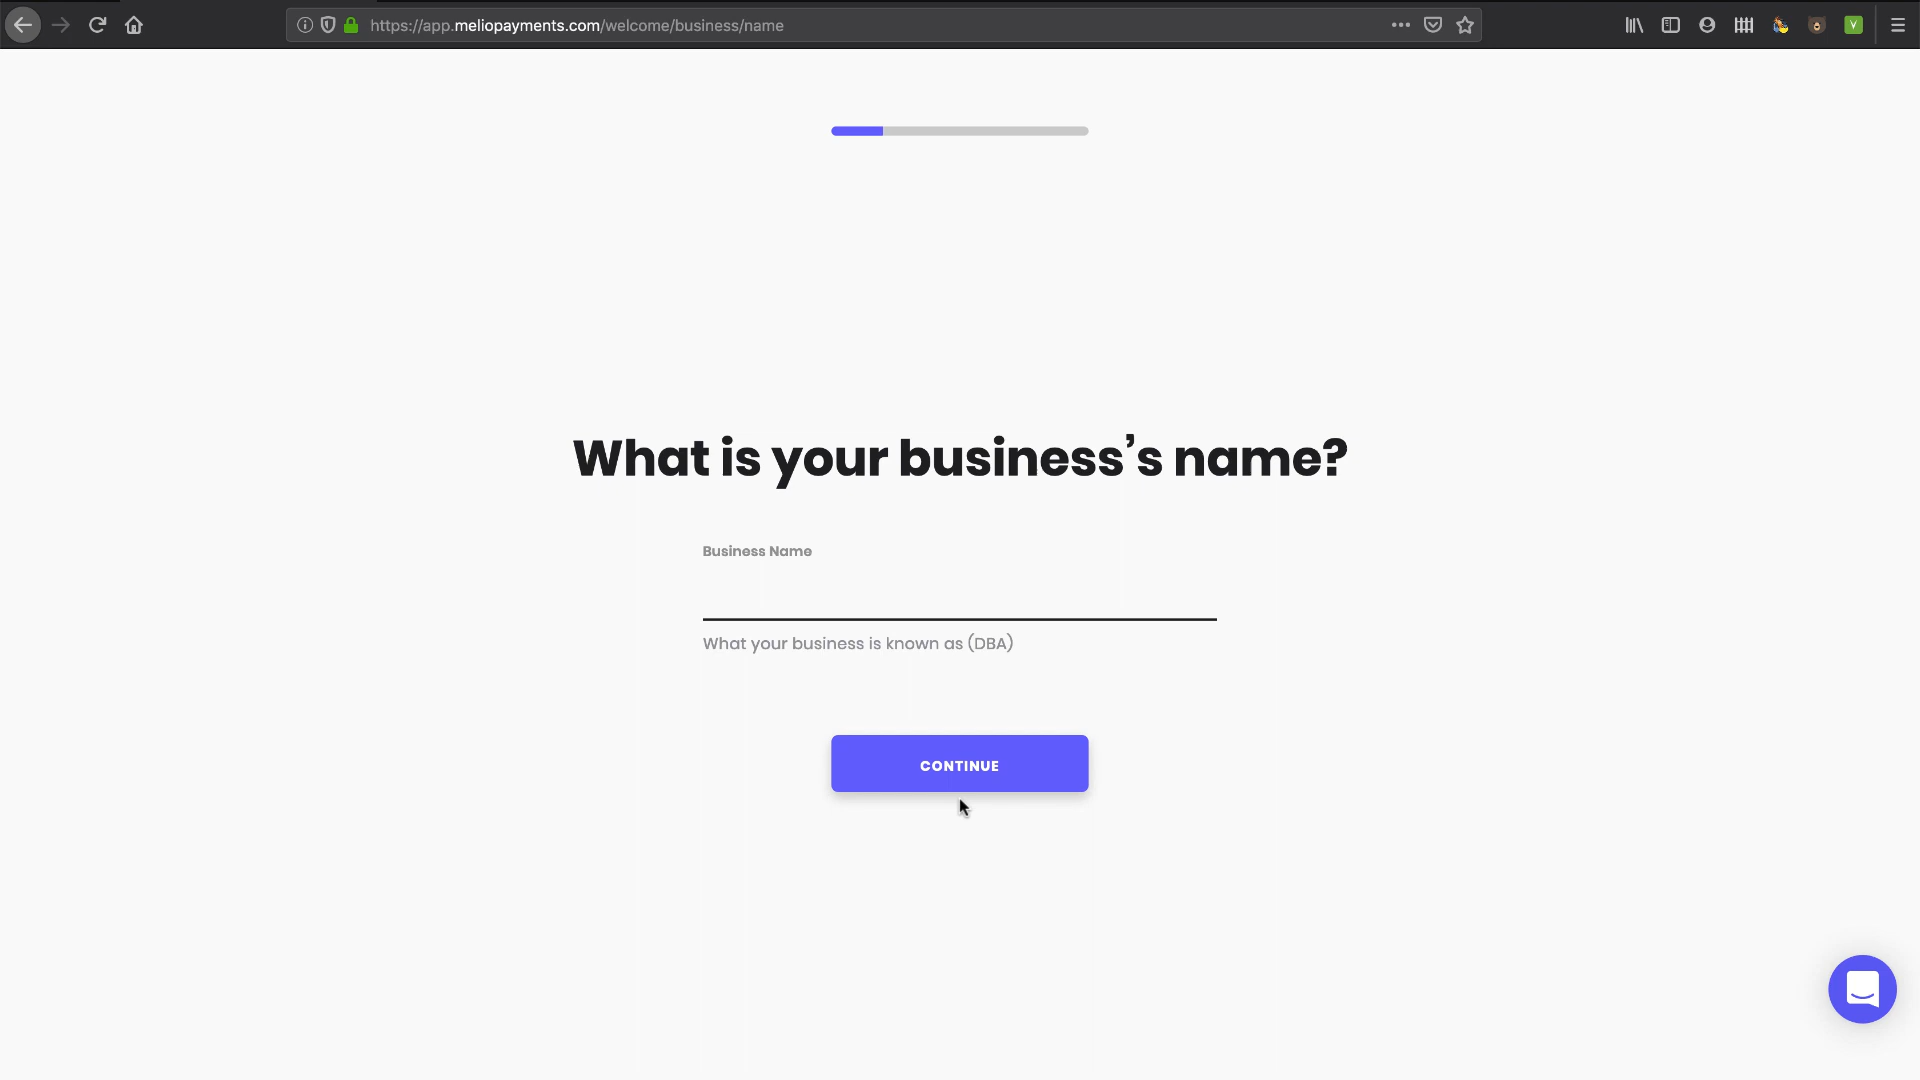 https://app.meliopayments.com/welcome/business/name
What is your business’s name?
Business Name
What your business is known as (DBA)
CONTINUE